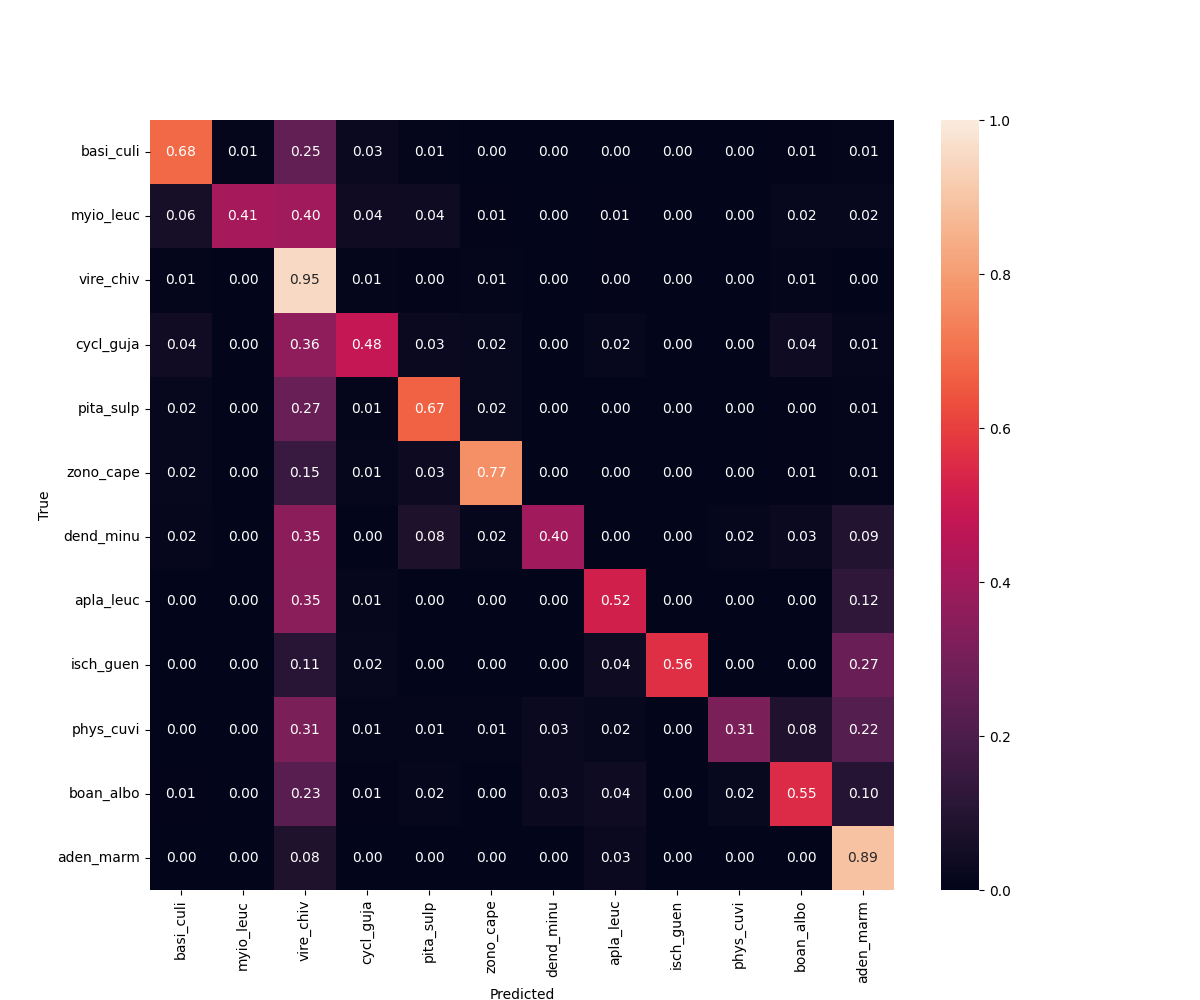 basi_culi 0.68 0.01 0.25 0.03 0.01 0.00 0.00 0.00 0.00 0.00 0.01 0.01
myio_leuc 0.06 0.41 0.40 0.04 0.04 0.01 0.00 0.01 0.00 0.00 0.02 0.02
vire_chiv 0.01 0.00 0.95 0.01 0.00 0.01 0.00 0.00 0.00 0.00 0.01 0.00
cycl_guja 0.04 0.00 0.36 0.48 0.03 0.02 0.00 0.02 0.00 0.00 0.04 0.01
pita_sulp 0.02 0.00 0.27 0.01 0.67 0.02 0.00 0.00 0.00 0.00 0.00 0.01
zono_cape 0.02 0.00 0.15 0.01 0.03 0.77 0.00 0.00 0.00 0.00 0.01 0.01
dend_minu 0.02 0.00 0.35 0.00 0.08 0.02 0.40 0.00 0.00 0.02 0.03 0.09
apla_leuc 0.00 0.00 0.35 0.01 0.00 0.00 0.00 0.52 0.00 0.00 0.00 0.12
isch_guen 0.00 0.00 0.11 0.02 0.00 0.00 0.00 0.04 0.56 0.00 0.00 0.27
phys_cuvi 0.00 0.00 0.31 0.01 0.01 0.01 0.03 0.02 0.00 0.31 0.08 0.22
boan_albo 0.01 0.00 0.23 0.01 0.02 0.00 0.03 0.04 0.00 0.02 0.55 0.10
aden_marm 0.00 0.00 0.08 0.00 0.00 0.00 0.00 0.03 0.00 0.00 0.00 0.89
True
basi_culi myio_leuc vire_chiv cycl_guja pita_sulp zono_cape dend_minu apla_leuc isch_guen phys_cuvi boan_albo aden_marm
Predicted
1.0
0.8
0.6
0.4
0.2
0.0